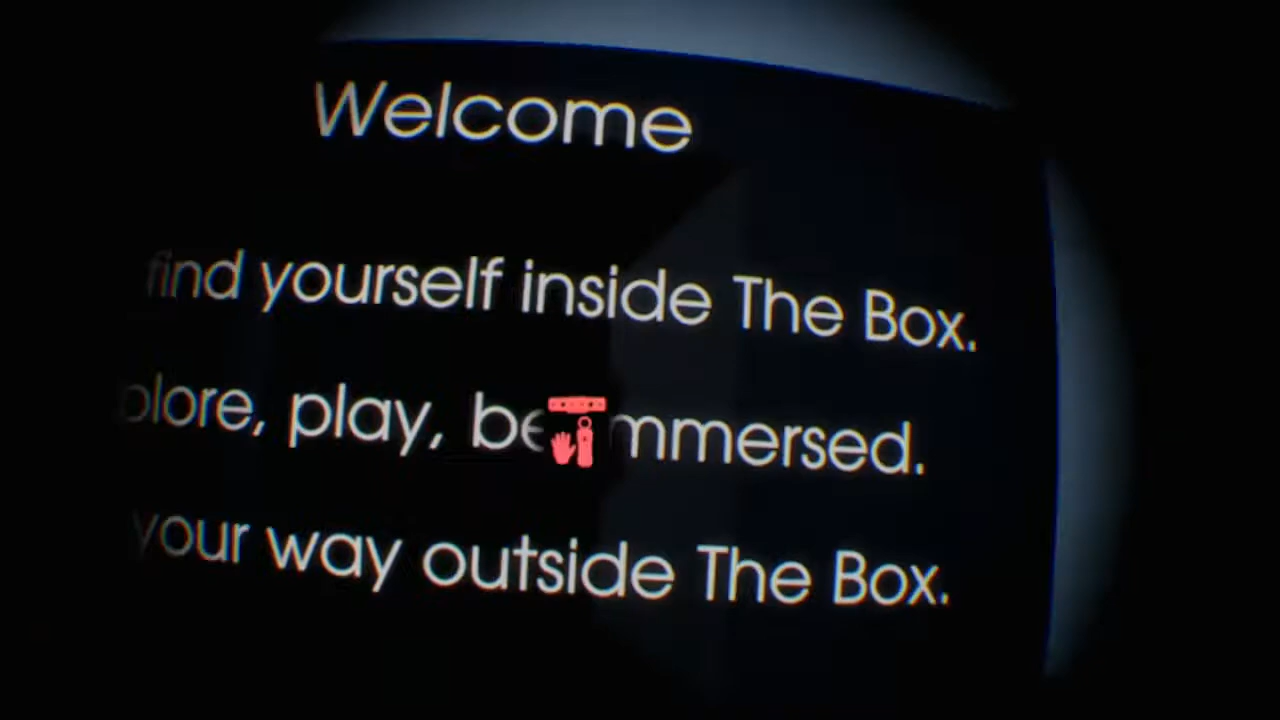 Welcome
find yourself inside The Box.
plore, play, be mmersed.
your way outside The Box.